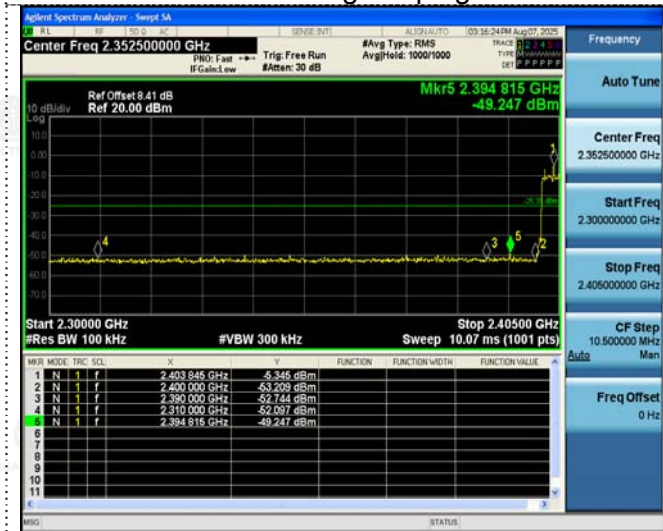 Agilent Spectrum Analyzer - Swept SA
RL RF 50 Ω AC SENSE:INT ALIGN AUTO 03:16:24 PM Aug 07, 2025
Center Freq 2.352500000 GHz
PNO: Fast
IFGain:Low
Trig: Free Run
#Atten: 30 dB
#Avg Type: RMS
Avg|Hold: 1000/1000
TRACE 1 2 3 4 5 6
TYPE M WWWWW
DET P P P P P P
Ref Offset 8.41 dB
Ref 20.00 dBm
Mkr5 2.394 815 GHz
-49.247 dBm
10 dB/div
Log
10.0
0.00
-10.0
-20.0
-30.0
-40.0
-50.0
-60.0
-70.0
1
4
3
5
2
Start 2.30000 GHz
Stop 2.40500 GHz
#Res BW 100 kHz
#VBW 300 kHz
Sweep 10.07 ms (1001 pts)
MKR MODE TRC SCL X Y FUNCTION FUNCTION WIDTH FUNCTION VALUE
1 N 1 f 2.403 845 GHz -5.345 dBm
2 N 1 f 2.400 000 GHz -53.209 dBm
3 N 1 f 2.390 000 GHz -52.744 dBm
4 N 1 f 2.310 000 GHz -52.097 dBm
5 N 1 f 2.394 815 GHz -49.247 dBm
6
7
8
9
10
11
MSG
STATUS
Frequency
Auto Tune
Center Freq
2.352500000 GHz
Start Freq
2.300000000 GHz
Stop Freq
2.405000000 GHz
CF Step
10.500000 MHz
Auto Man
Freq Offset
0 Hz